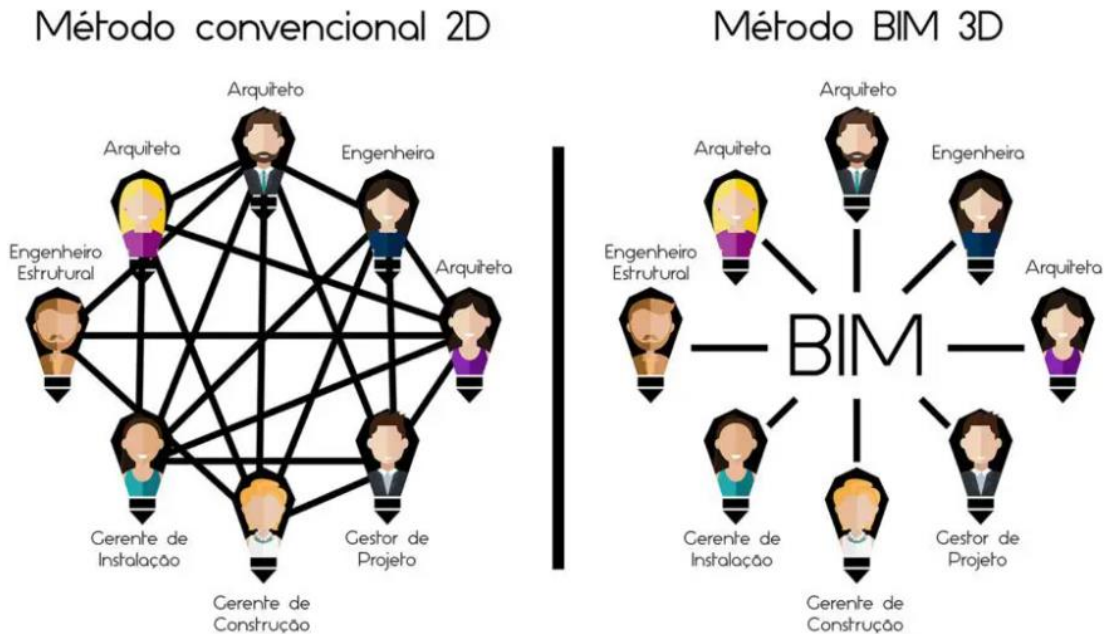 Método convencional 2D
Arquiteto
Arquiteta
Engenheira
Engenheiro
Estrutural
Arquiteta
Gerente de
Instalação
Gestor de
Projeto
Gerente de
Construção
Método BIM 3D
Arquiteto
Arquiteta
Engenheira
Engenheiro
Estrutural
Arquiteta
BIM
Gerente de
Instalação
Gestor de
Projeto
Gerente de
Construção